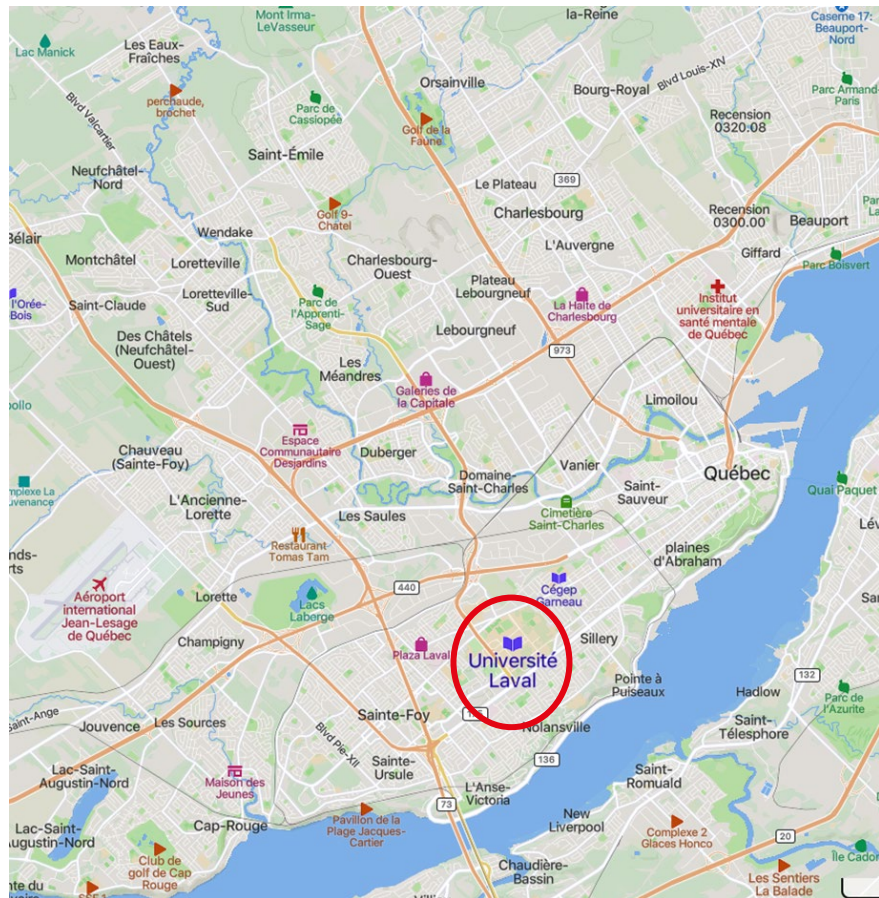 Mont Irma-
LeVasseur
la-Reine
Caserne 17:
Beauport-
Nord
Lac Manick
Les Eaux-
Fraîches
Orsainville
Bourg-Royal
Blvd Louis-XIV
Parc Armand-
Paris
perchaude,
brochet
Blvd Valcartier
Parc de
Cassiopée
Golf de la
Faune
Recension
0320.08
Saint-Émile
Neufchâtel-
Nord
Le Plateau
369
Golf 9-
Chatel
Charlesbourg
Recension
0300.00
Beauport
Bélair
Wendake
L'Auvergne
Giffard
Montchâtel
Loretteville
Charlesbourg-
Ouest
Parc Boisvert
l'Orée-
Bois
Saint-Claude
Loretteville-
Sud
Parc de
l'Apprenti-
Sage
Plateau
Lebourgneuf
La Halte de
Charlesbourg
Institut
universitaire en
santé mentale
de Québec
Des Châtels
(Neufchâtel-
Ouest)
Lebourgneuf
973
Les
Méandres
Galeries de
la Capitale
Limoilou
Espace
Communautaire
Desjardins
Chauveau
(Sainte-Foy)
Duberger
Vanier
Domaine-
Saint-Charles
Saint-
Sauveur
Québec
L'Ancienne-
Lorette
Les Saules
Cimetière
Saint-Charles
Quai Paquet
Restaurant
Tomas Tam
plaines
d'Abraham
Aéroport
international
Jean-Lesage
de Québec
Lorette
440
Lacs
Laberge
Cégep
Garneau
Champigny
Plaza Laval
Université
Laval
Sillery
Pointe à
Puiseaux
Hadlow
132
Parc de
l'Azurite
Saint-Ange
Jouvence
Les Sources
Sainte-Foy
Nolansville
Saint-
Télesphore
Blvd Pie-XII
136
Lac-Saint-
Augustin-Nord
Maison des
Jeunes
Sainte-
Ursule
L'Anse-
Victoria
Saint-
Romuald
73
Lac-Saint-
Augustin-Nord
Cap-Rouge
Pavillon de la
Plage Jacques-
Cartier
New
Liverpool
Complexe 2
Glaces Honco
20
Club de
golf de Cap
Rouge
Chaudière-
Bassin
Les Sentiers
La Balade